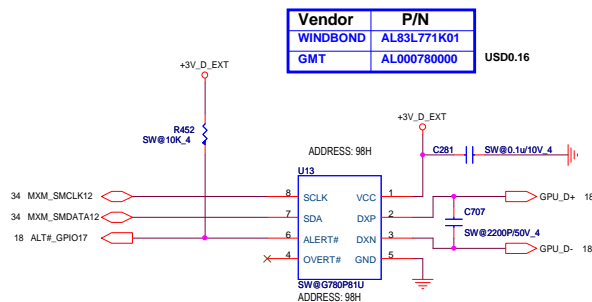 Vendor P/N
WINDBOND AL83L771K01
GMT AL000780000 USD0.16
+3V_D_EXT
R452
SW@10K_4
+3V_D_EXT
C281 SW@0.1u/10V_4
ADDRESS: 98H
U13
34 MXM_SMCLK12 8 SCLK VCC 1
34 MXM_SMDATA12 7 SDA DXP 2 GPU_D+ 18
C707
SW@2200P/50V_4
18 ALT#_GPIO17 6 ALERT# DXN 3 GPU_D- 18
4 OVERT# GND 5
SW@G780P81U
ADDRESS: 98H